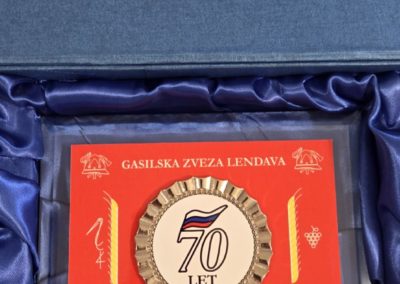 GASILSKA ZVEZA LENDAVA
70
LET